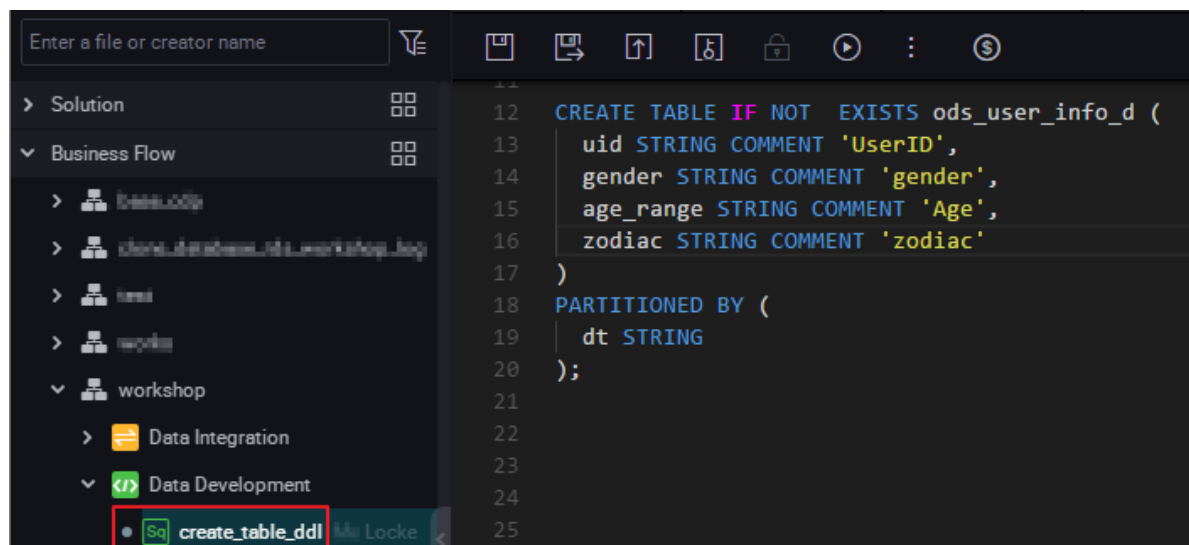 Enter a file or creator name
Solution
Business Flow
workshop
Data Integration
Data Development
Sq create_table_ddl Locke
11
12 CREATE TABLE IF NOT  EXISTS ods_user_info_d (
13 uid STRING COMMENT 'UserID',
14 gender STRING COMMENT 'gender',
15 age_range STRING COMMENT 'Age',
16 zodiac STRING COMMENT 'zodiac'
17 )
18 PARTITIONED BY (
19 dt STRING
20 );
21
22
23
24
25